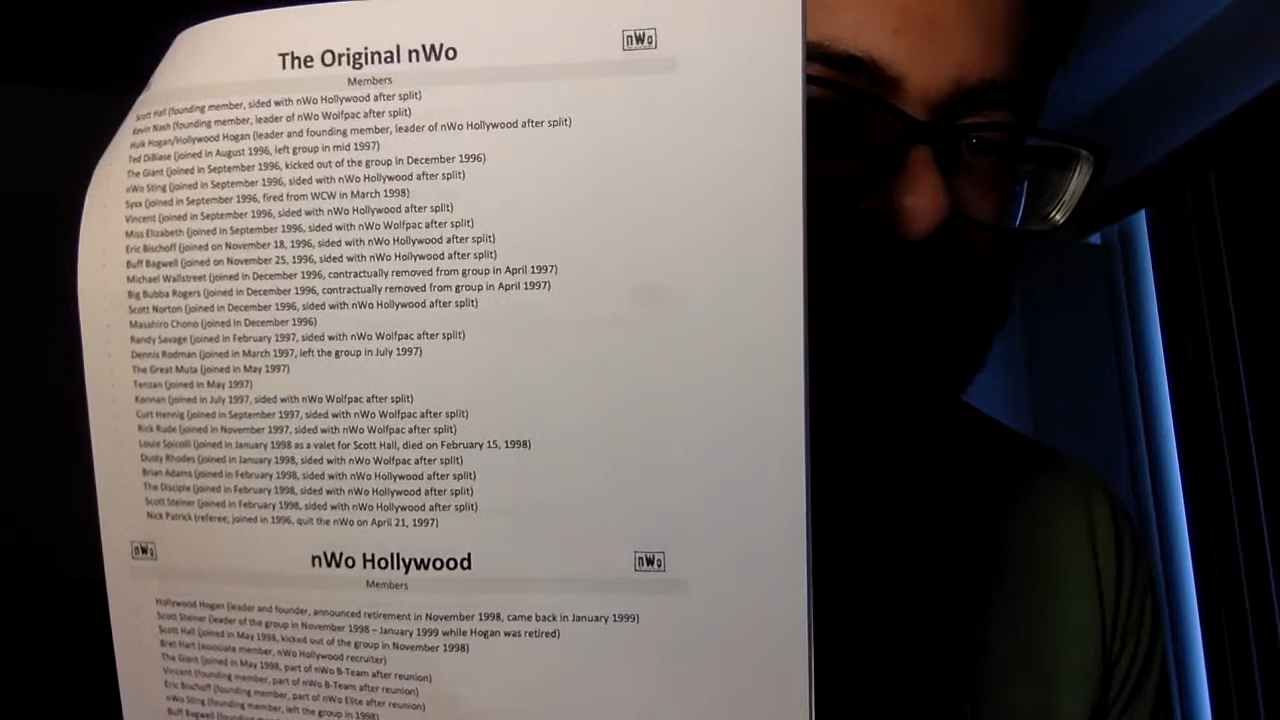 The Original nWo
nWo
Members
Scott Hall (founding member, sided with nWo Hollywood after split)
Kevin Nash (founding member, leader of nWo Wolfpac after split)
Hulk Hogan/Hollywood Hogan (leader and founding member, leader of nWo Hollywood after split)
Ted DiBiase (joined in August 1996, left group in mid 1997)
The Giant (joined in September 1996, kicked out of the group in December 1996)
nWo Sting (joined in September 1996, sided with nWo Hollywood after split)
Syxx (joined in September 1996, fired from WCW in March 1998)
Vincent (joined in September 1996, sided with nWo Hollywood after split)
Miss Elizabeth (joined in September 1996, sided with nWo Wolfpac after split)
Eric Bischoff (joined on November 18, 1996, sided with nWo Hollywood after split)
Buff Bagwell (joined on November 25, 1996, sided with nWo Hollywood after split)
Michael Wallstreet (joined in December 1996, contractually removed from group in April 1997)
Big Bubba Rogers (joined in December 1996, contractually removed from group in April 1997)
Scott Norton (joined in December 1996, sided with nWo Hollywood after split)
Masahiro Chono (joined in December 1996)
Randy Savage (joined in February 1997, sided with nWo Wolfpac after split)
Dennis Rodman (joined in March 1997, left the group in July 1997)
The Great Muta (joined in May 1997)
Tenzan (joined in May 1997)
Konnan (joined in July 1997, sided with nWo Wolfpac after split)
Curt Hennig (joined in September 1997, sided with nWo Wolfpac after split)
Rick Rude (joined in November 1997, sided with nWo Wolfpac after split)
Louie Spicolli (joined in January 1998 as a valet for Scott Hall, died on February 15, 1998)
Dusty Rhodes (joined in January 1998, sided with nWo Wolfpac after split)
Brian Adams (joined in February 1998, sided with nWo Hollywood after split)
The Disciple (joined in February 1998, sided with nWo Hollywood after split)
Scott Steiner (joined in February 1998, sided with nWo Hollywood after split)
Nick Patrick (referee; joined in 1996, quit the nWo on April 21, 1997)
nWo
nWo Hollywood
nWo
Members
Hollywood Hogan (leader and founder, announced retirement in November 1998, came back in January 1999)
Scott Steiner (leader of the group in November 1998 – January 1999 while Hogan was retired)
Scott Hall (joined in May 1998, kicked out of the group in November 1998)
Bret Hart (associate member, nWo Hollywood recruiter)
The Giant (joined in May 1998, part of nWo B-Team after reunion)
Vincent (founding member, part of nWo B-Team after reunion)
Eric Bischoff (founding member, part of nWo Elite after reunion)
nWo Sting (founding member, left the group in 1998)
Buff Bagwell (founding